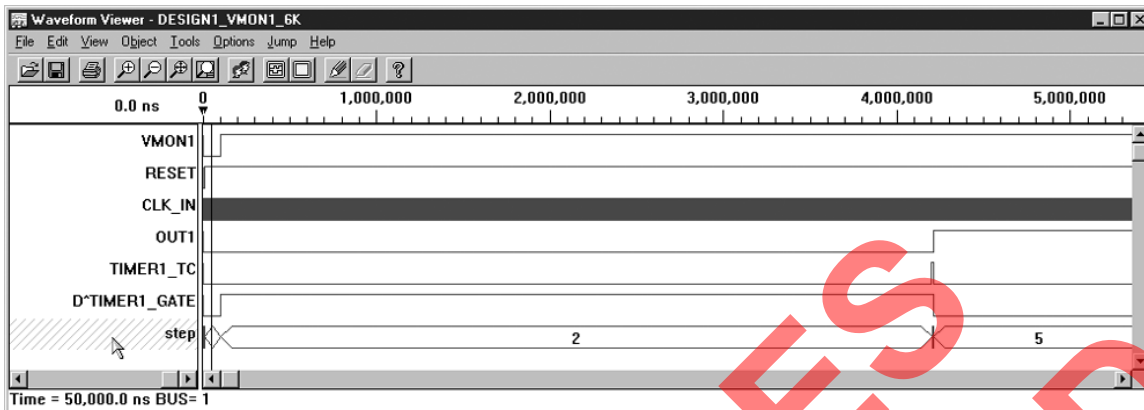 Waveform Viewer - DESIGN1_VMON1_6K
File Edit View Object Tools Options Jump Help
0.0 ns 0 1,000,000 2,000,000 3,000,000 4,000,000 5,000,000
VMON1
RESET
CLK_IN
OUT1
TIMER1_TC
D^TIMER1_GATE
step 2 5
Time = 50,000.0 ns BUS= 1
ES